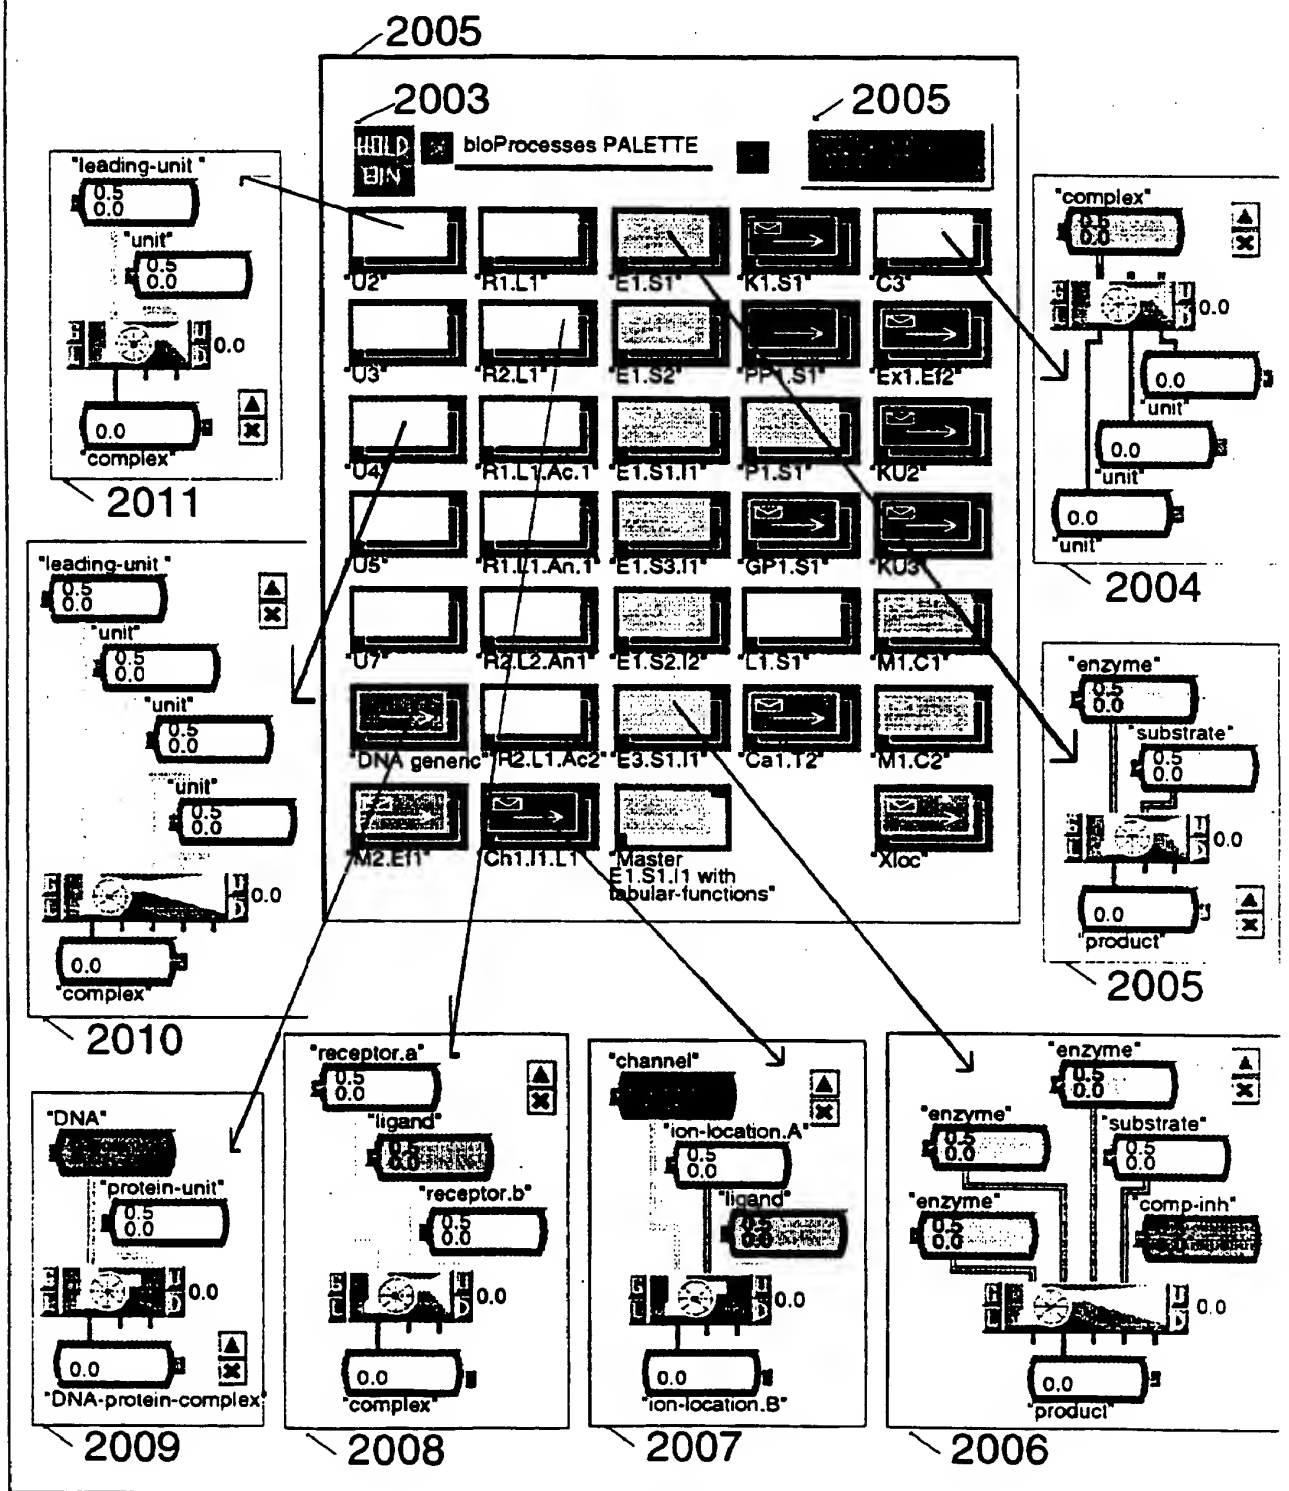 2005
2003
2005
HOLD
BIN
bioProcesses PALETTE
"U2"
"R1.L1"
"E1.S1"
"K1.S1"
"C3"
"U3"
"R2.L1"
"E1.S2"
"PP1.S1"
"Ex1.Ef2"
"U4"
"R1.L1.Ac.1"
"E1.S1.I1"
"P1.S1"
"KU2"
"U5"
"R1.L1.An.1"
"E1.S3.I1"
"GP1.S1"
"KU3"
"U7"
"R2.L2.An1"
"E1.S2.I2"
"L1.S1"
"M1.C1"
"DNA generic"
"R2.L1.Ac2"
"E3.S1.I1"
"Ca1.T2"
"M1.C2"
"M2.Ef1"
"Ch1.I1.L1"
"Master
E1.S1.I1 with
tabular-functions"
"Xloc"
"leading-unit "
0.5
0.0
"unit"
0.5
0.0
0.0
0.0
"complex"
2011
"leading-unit "
0.5
0.0
"unit"
0.5
0.0
"unit"
0.5
0.0
"unit"
0.5
0.0
0.0
0.0
"complex"
2010
"complex"
0.5
0.0
0.0
0.0
"unit"
0.0
"unit"
0.0
"unit"
2004
"enzyme"
0.5
0.0
"substrate"
0.5
0.0
0.0
0.0
"product"
2005
"DNA"
"protein-unit"
0.5
0.0
0.0
0.0
"DNA-protein-complex"
2009
"receptor.a"
0.5
0.0
"ligand"
0.5
0.0
"receptor.b"
0.5
0.0
0.0
0.0
"complex"
2008
"channel"
"ion-location.A"
0.5
0.0
"ligand"
0.5
0.0
0.0
0.0
"ion-location.B"
2007
"enzyme"
0.5
0.0
"enzyme"
0.5
0.0
"substrate"
0.5
0.0
"enzyme"
0.5
0.0
"comp-inh"
0.0
0.0
"product"
2006